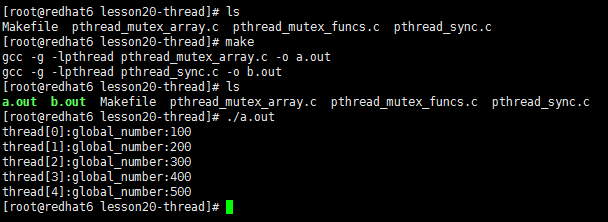 [root@redhat6 lesson20-thread]# ls
Makefile  pthread_mutex_array.c  pthread_mutex_funcs.c  pthread_sync.c
[root@redhat6 lesson20-thread]# make
gcc -g -lpthread pthread_mutex_array.c -o a.out
gcc -g -lpthread pthread_sync.c -o b.out
[root@redhat6 lesson20-thread]# ls
a.out  b.out  Makefile  pthread_mutex_array.c  pthread_mutex_funcs.c  pthread_sync.c
[root@redhat6 lesson20-thread]# ./a.out
thread[0]:global_number:100
thread[1]:global_number:200
thread[2]:global_number:300
thread[3]:global_number:400
thread[4]:global_number:500
[root@redhat6 lesson20-thread]#